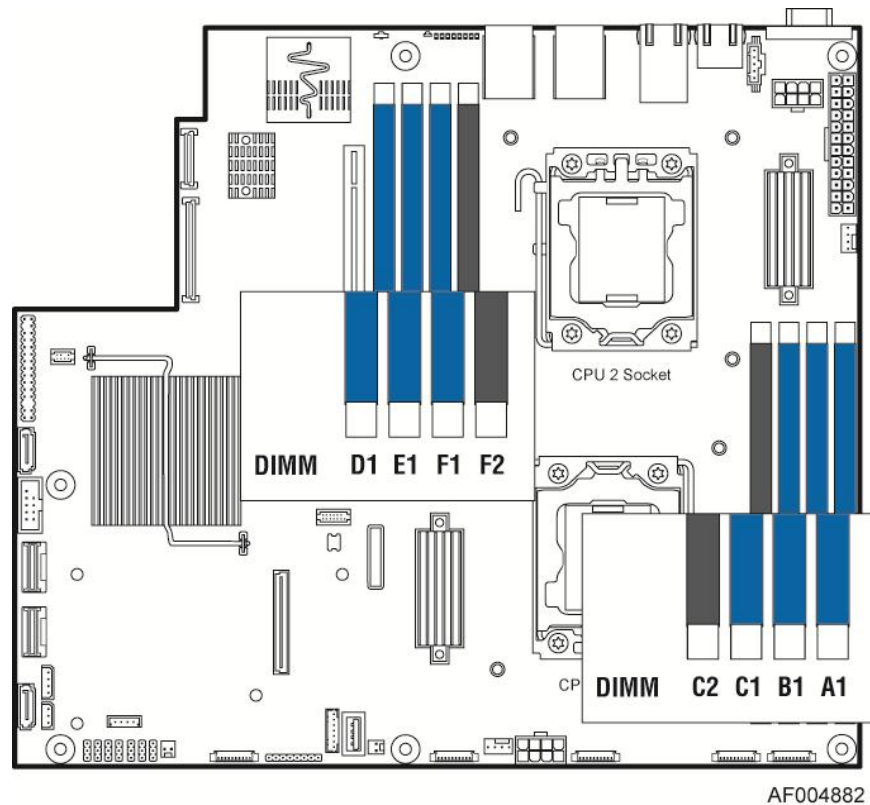 CPU 2 Socket
DIMM D1 E1 F1 F2
CP
DIMM C2 C1 B1 A1
AF004882